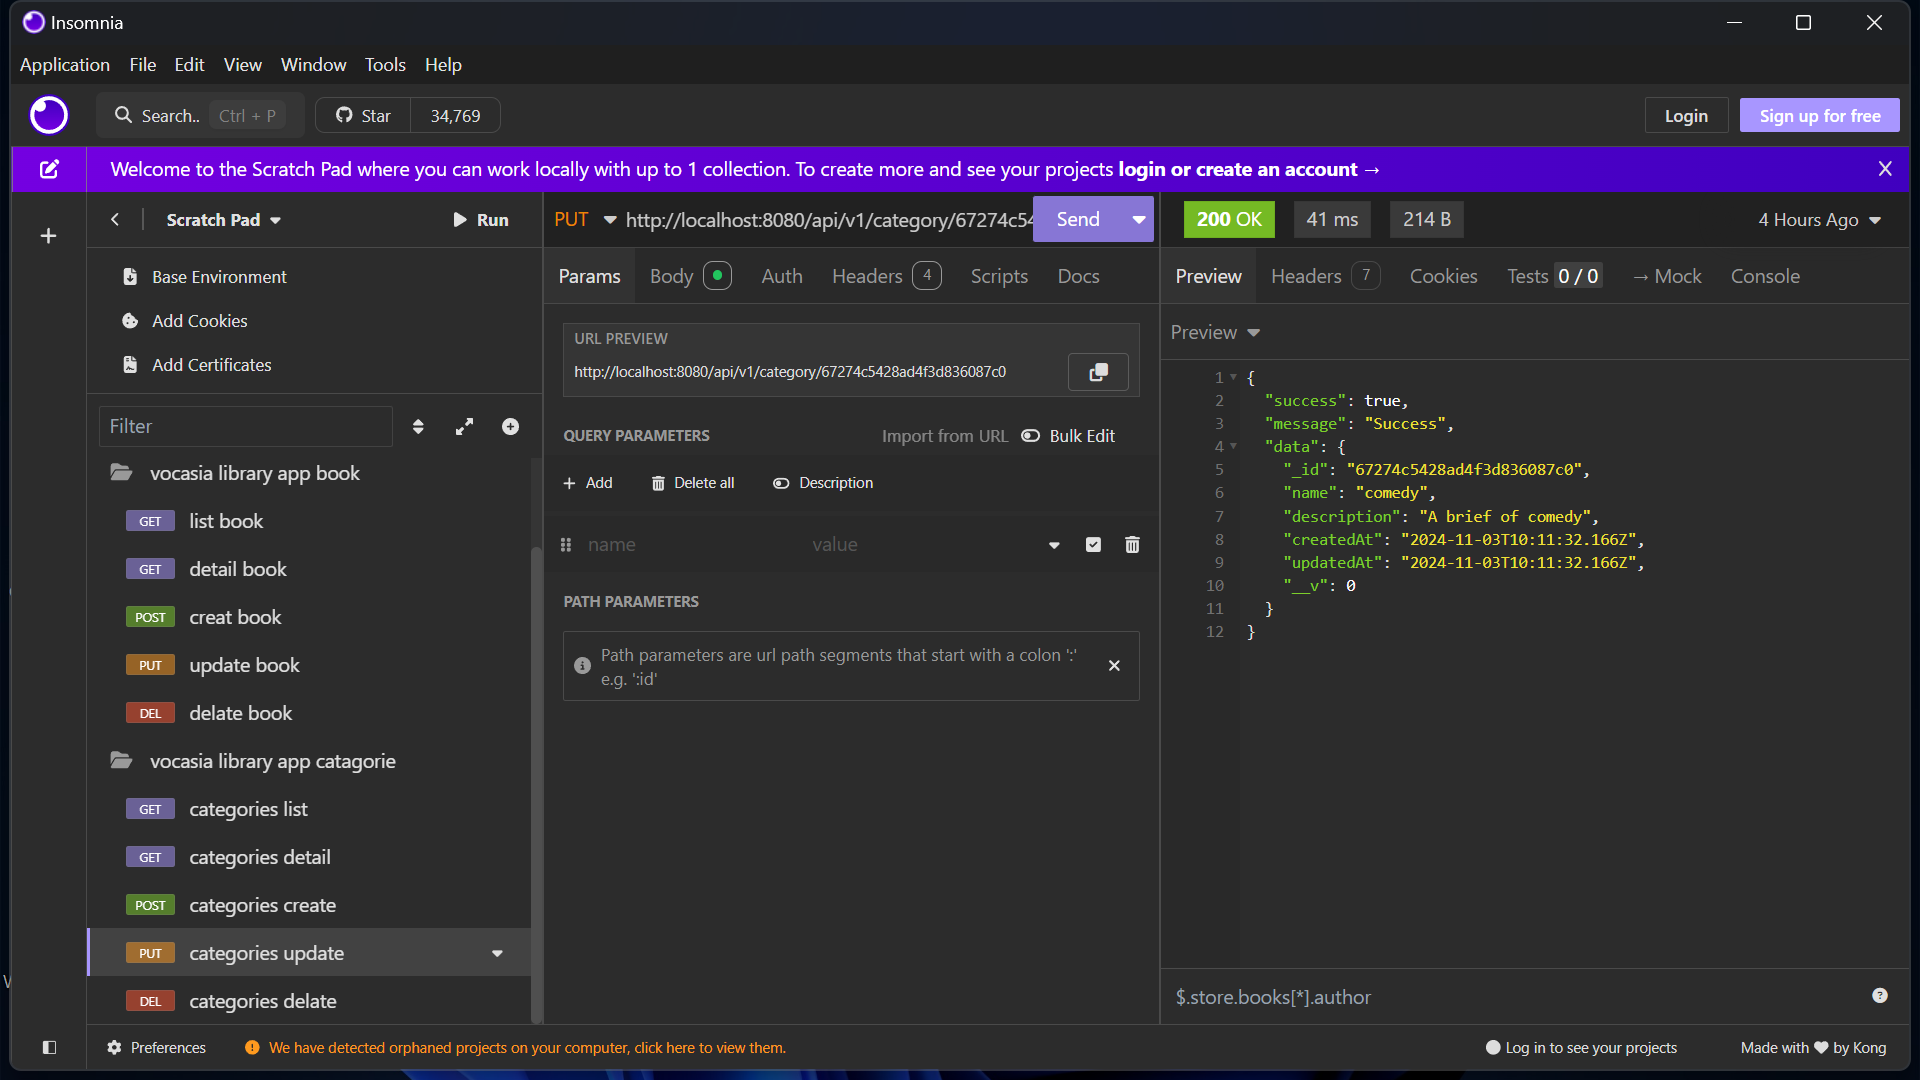 Insomnia
Application File Edit View Window Tools Help
Search.. Ctrl + P Star 34,769 Login Sign up for free
Welcome to the Scratch Pad where you can work locally with up to 1 collection. To create more and see your projects login or create an account →
Scratch Pad Run
Base Environment
Add Cookies
Add Certificates
Filter
vocasia library app book
GET list book
GET detail book
POST creat book
PUT update book
DEL delate book
vocasia library app catagorie
GET categories list
GET categories detail
POST categories create
PUT categories update
DEL categories delate
PUT http://localhost:8080/api/v1/category/67274c54 Send
Params Body Auth Headers 4 Scripts Docs
URL PREVIEW
http://localhost:8080/api/v1/category/67274c5428ad4f3d836087c0
QUERY PARAMETERS Import from URL Bulk Edit
Add Delete all Description
name value
PATH PARAMETERS
Path parameters are url path segments that start with a colon ':'
e.g. ':id'
200 OK 41 ms 214 B 4 Hours Ago
Preview Headers 7 Cookies Tests 0 / 0 → Mock Console
Preview
1 {
2 "success": true,
3 "message": "Success",
4 "data": {
5 "_id": "67274c5428ad4f3d836087c0",
6 "name": "comedy",
7 "description": "A brief of comedy",
8 "createdAt": "2024-11-03T10:11:32.166Z",
9 "updatedAt": "2024-11-03T10:11:32.166Z",
10 "__v": 0
11 }
12 }
$.store.books[*].author
Preferences We have detected orphaned projects on your computer, click here to view them. Log in to see your projects Made with ❤ by Kong